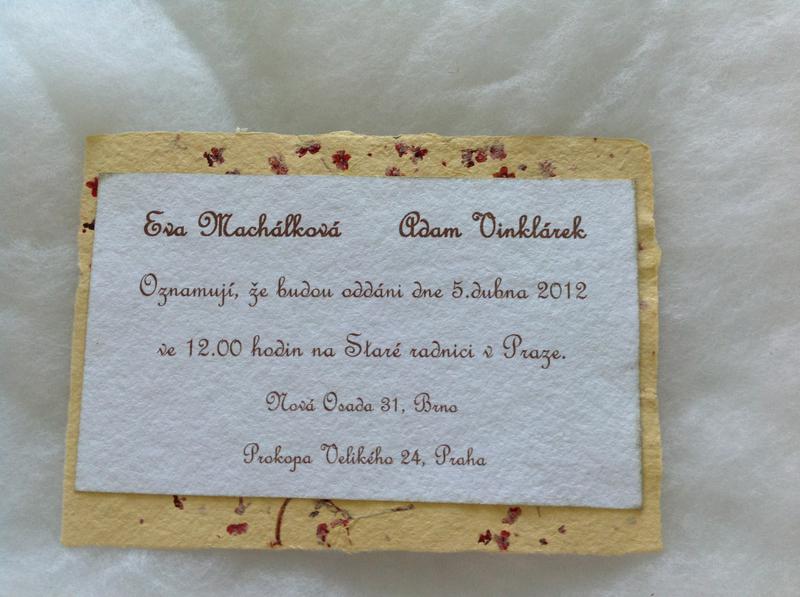 Eva Machálková Adam Vinklárek
Oznamují, že budou oddáni dne 5.dubna 2012
ve 12.00 hodin na Staré radnici v Praze.
Nová Osada 31, Brno
Prokopa Velikého 24, Praha